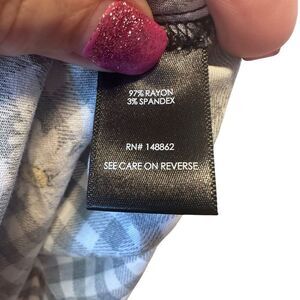 97% RAYON
3% SPANDEX
RN# 148862
SEE CARE ON REVERSE